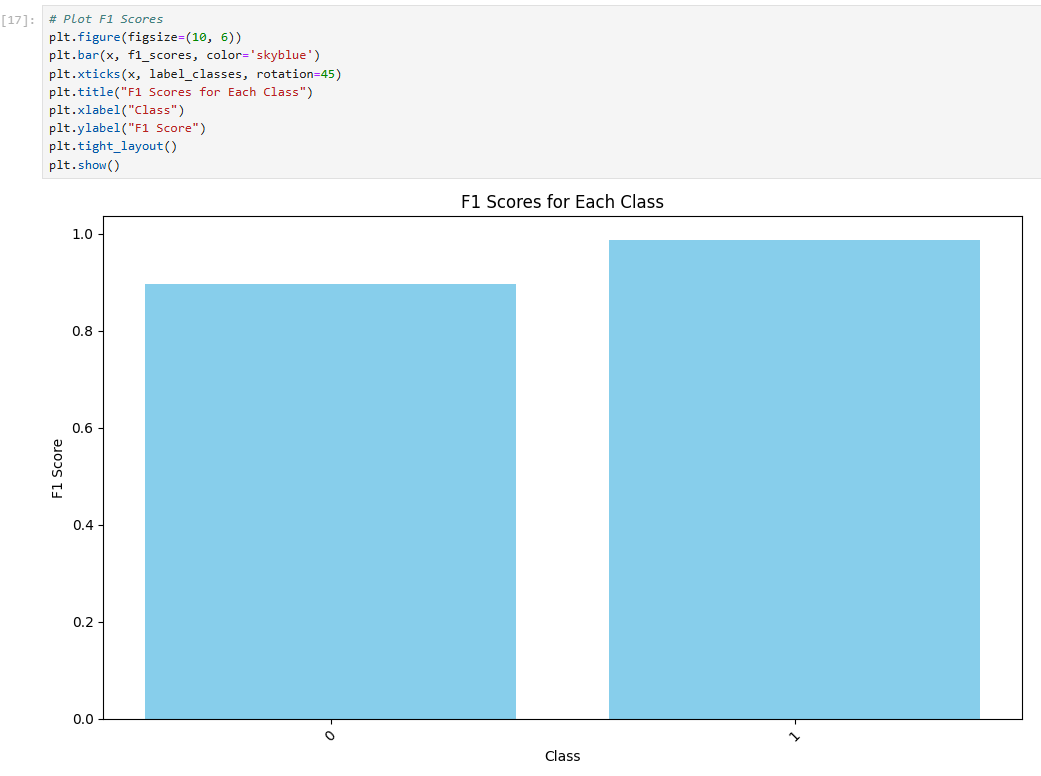 [17]:
# Plot F1 Scores
plt.figure(figsize=(10, 6))
plt.bar(x, f1_scores, color='skyblue')
plt.xticks(x, label_classes, rotation=45)
plt.title("F1 Scores for Each Class")
plt.xlabel("Class")
plt.ylabel("F1 Score")
plt.tight_layout()
plt.show()
F1 Scores for Each Class
1.0
0.8
0.6
0.4
0.2
0.0
F1 Score
0
1
Class